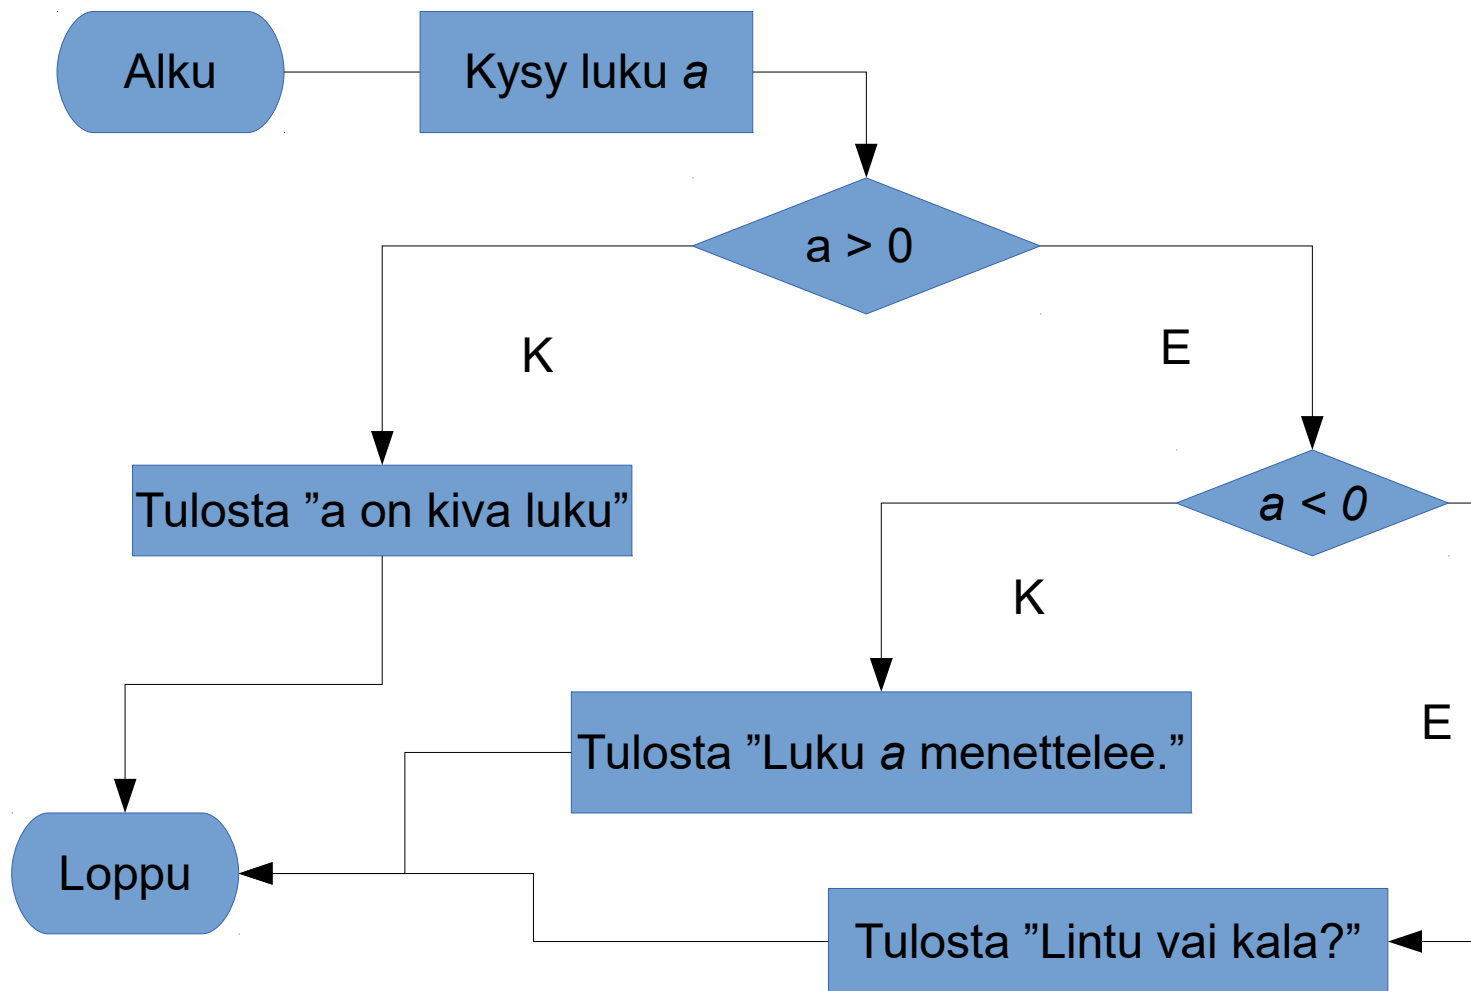 Alku
Kysy luku a
a > 0
K
E
Tulosta ”a on kiva luku”
a < 0
K
Tulosta ”Luku a menettelee.”
E
Loppu
Tulosta ”Lintu vai kala?”